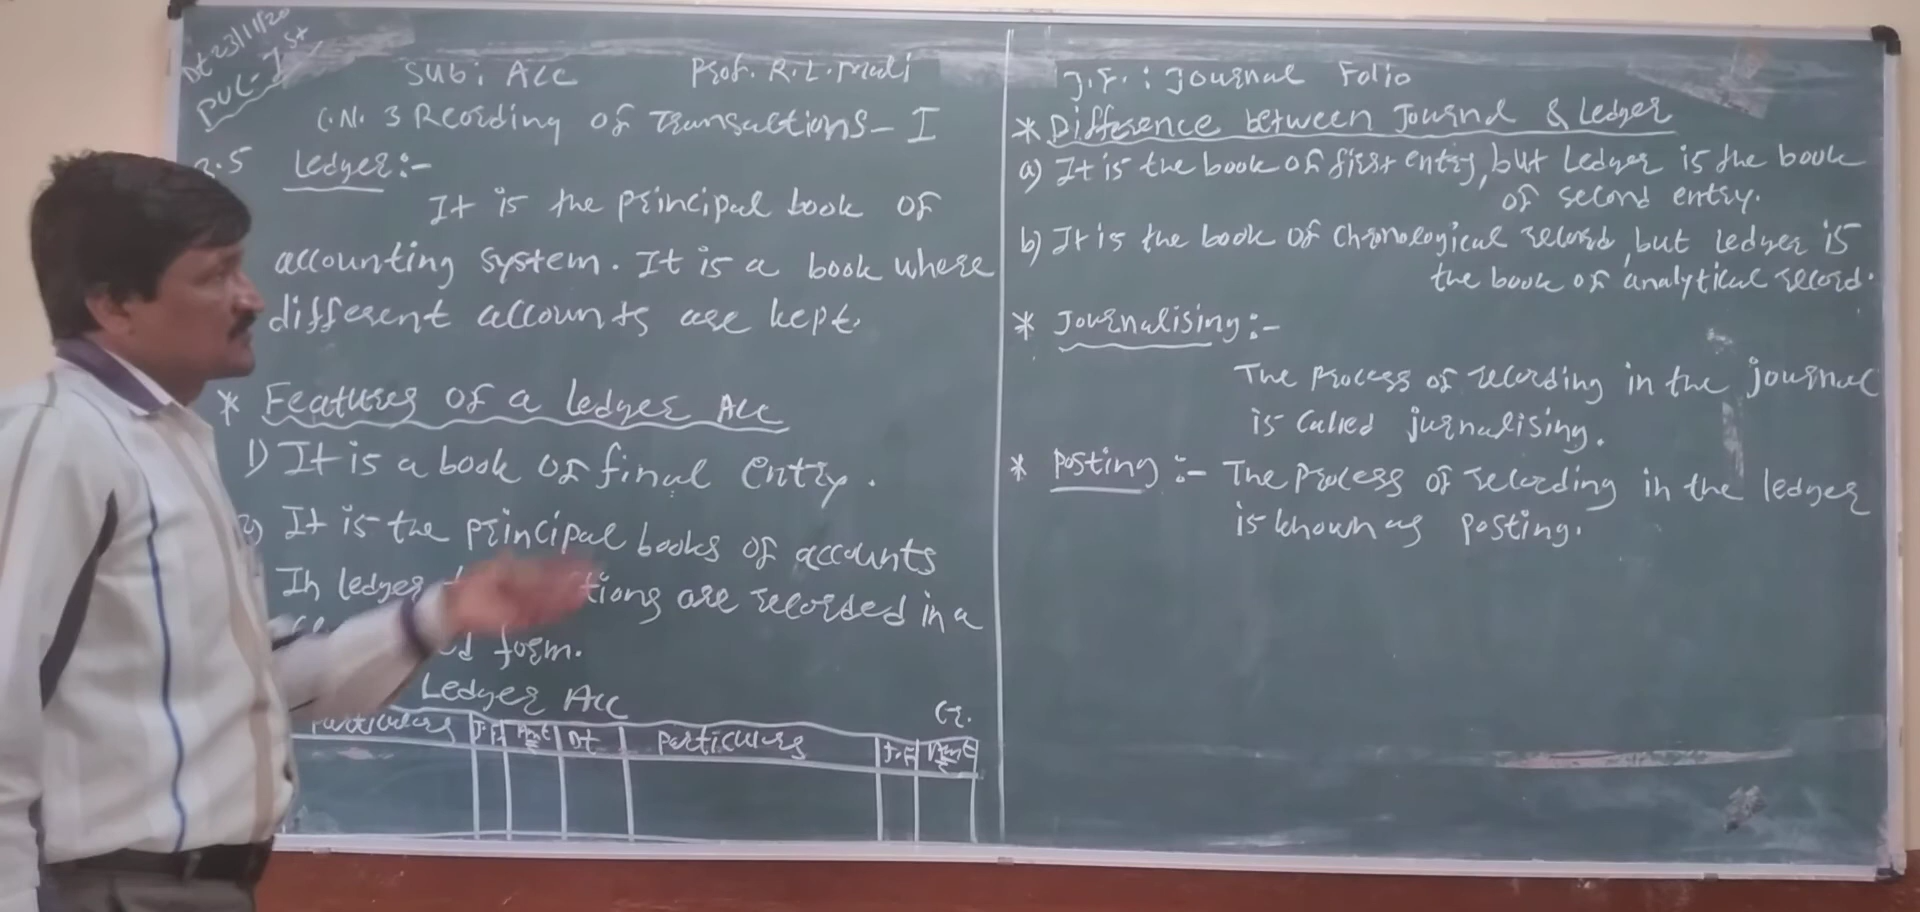 Dt 23/11/20
PUC-Ist
Sub: Acc Prof. R.L.Mali
C.N. 3 Reording of Transactions - I
3.5 Ledger:-
It is the principal book of
accounting system. It is a book where
different accounts are kept.
* Features of a Ledger Acc
1) It is a book of final entry.
2) It is the principal books of accounts
In ledger are recorded in a
form.
Ledger Acc
Cr.
Particulars J.F. Amt Dt Particulars J.F Amt
J.F. : Journal Folio
* Difference between Journal & Ledger
a) It is the book of first entry, but Ledger is the book
of second entry.
b) It is the book of Chronological record, but ledger is
the book of analytical record.
* Journalising:-
The process of recording in the journal
is called jurnalising.
* Posting:- The process of recording in the ledger
is known as posting.